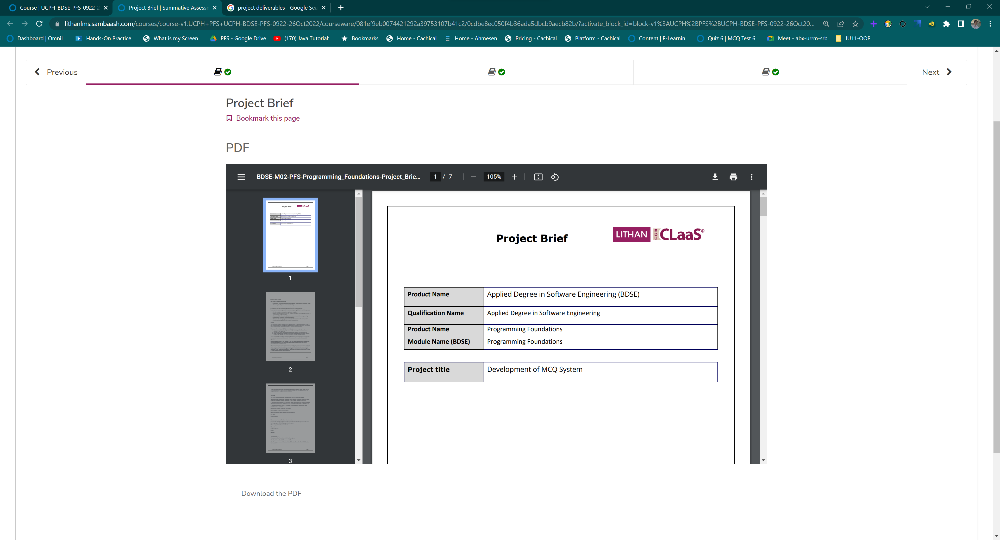 Course | UCPH-BDSE-PFS-0922-2
Project Brief | Summative Assessm
project deliverables - Google Sea
lithanlms.sambaash.com/courses/course-v1:UCPH+PFS+UCPH-BDSE-PFS-0922-26Oct2022/courseware/081ef9eb0074421292a39753107b41c2/0cdbe8ec050f4b36ada5dbcb9aecb82b/?activate_block_id=block-v1%3AUCPH%2BPFS%2BUCPH-BDSE-PFS-0922-26Oct20...
Dashboard | OmniL... Hands-On Practice... What is my Screen... PFS - Google Drive (170) Java Tutorial:... Bookmarks Home - Cachical Home - Ahmesen Pricing - Cachical Platform - Cachical Content | E-Learnin... Quiz 6 | MCQ Test 6... Meet - abx-urrm-srb IU11-OOP
Previous
Next
Project Brief
Bookmark this page
PDF
BDSE-M02-PFS-Programming_Foundations-Project_Brie... 1 / 7 105%
Project Brief
LITHAN EDU CLaaS®
Product Name Applied Degree in Software Engineering (BDSE)
Qualification Name Applied Degree in Software Engineering
Product Name Programming Foundations
Module Name (BDSE) Programming Foundations
Project title Development of MCQ System
1
2
3
Download the PDF